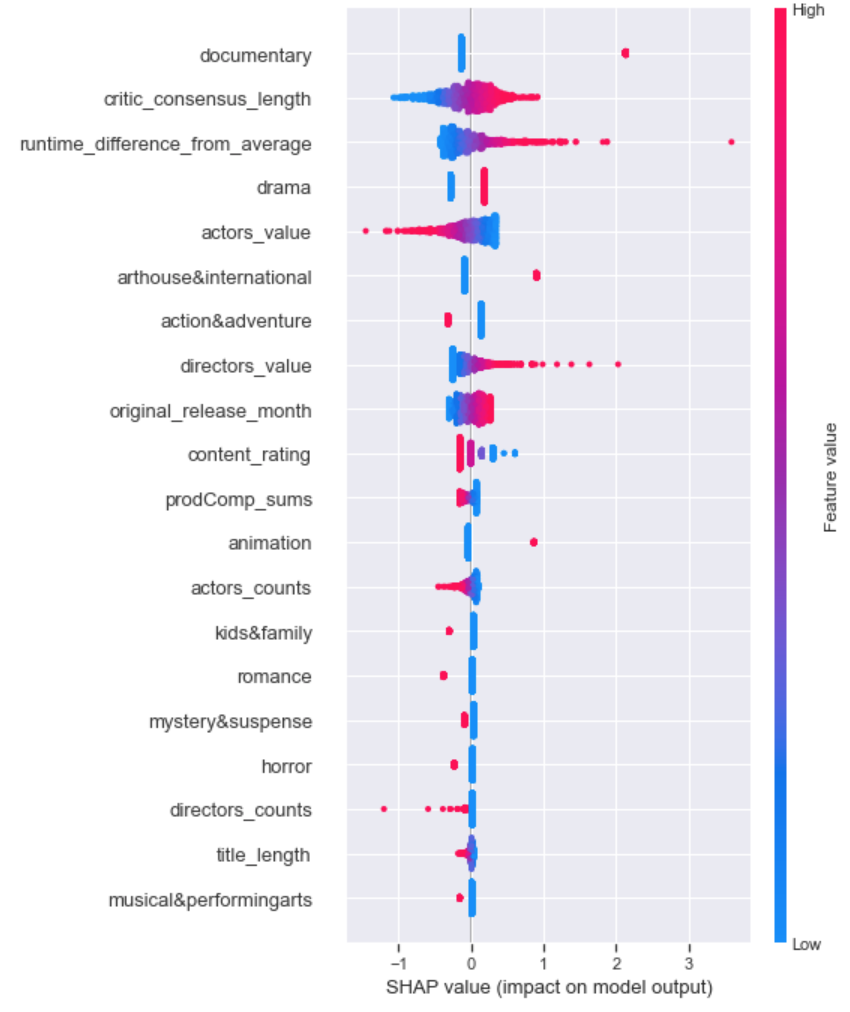 High
documentary
critic_consensus_length
runtime_difference_from_average
drama
actors_value
arthouse&international
action&adventure
directors_value
original_release_month
content_rating
prodComp_sums
animation
actors_counts
kids&family
romance
mystery&suspense
horror
directors_counts
title_length
musical&performingarts
Feature value
Low
−1 0 1 2 3
SHAP value (impact on model output)